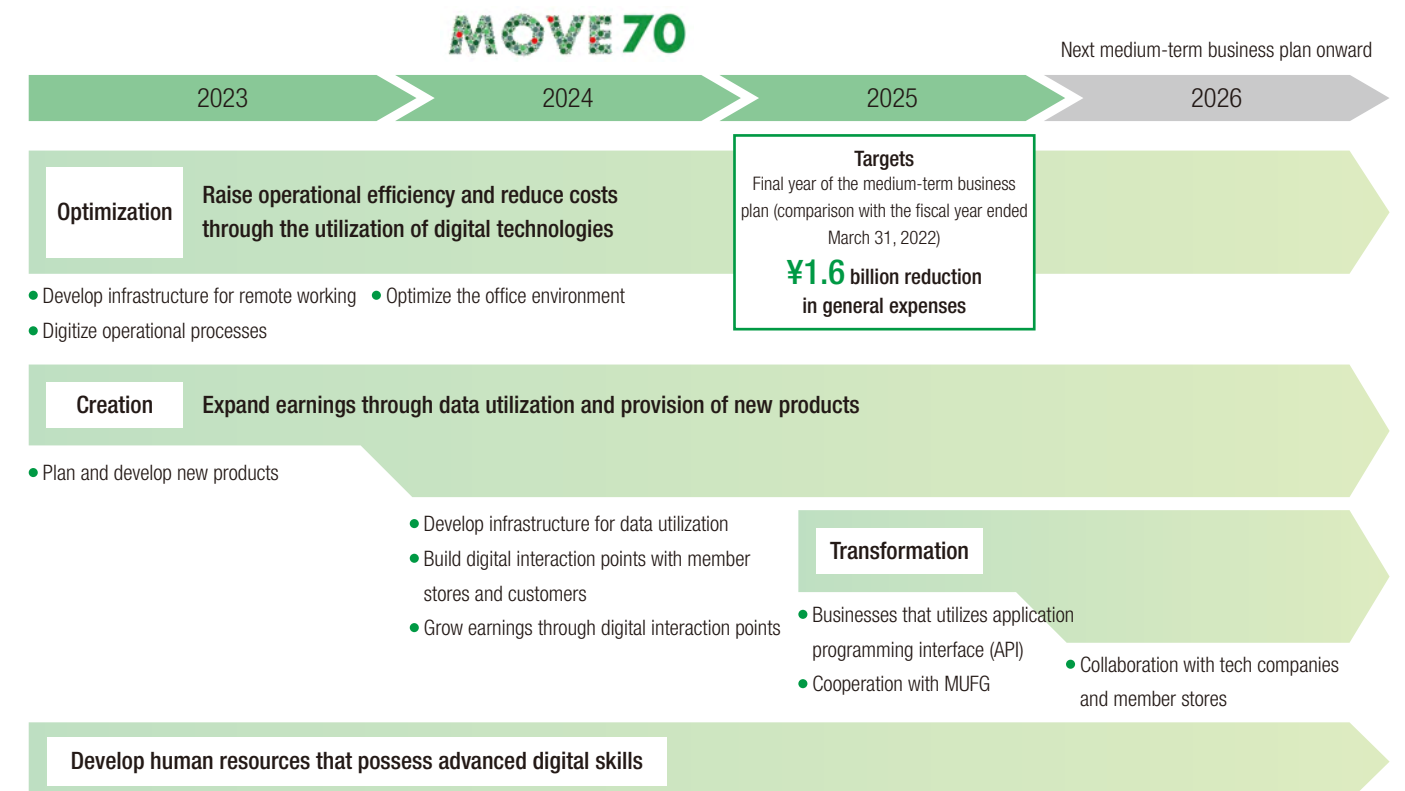 MOVE 70
Next medium-term business plan onward
2023
2024
2025
2026
Optimization
Raise operational efficiency and reduce costs
through the utilization of digital technologies
Targets
Final year of the medium-term business
plan (comparison with the fiscal year ended
March 31, 2022)
¥1.6 billion reduction
in general expenses
● Develop infrastructure for remote working ● Optimize the office environment
● Digitize operational processes
Creation
Expand earnings through data utilization and provision of new products
● Plan and develop new products
● Develop infrastructure for data utilization
● Build digital interaction points with member
stores and customers
● Grow earnings through digital interaction points
Transformation
● Businesses that utilizes application
programming interface (API)
● Cooperation with MUFG
● Collaboration with tech companies
and member stores
Develop human resources that possess advanced digital skills